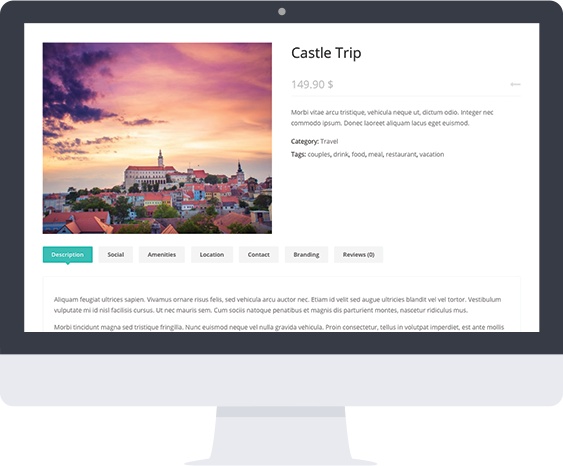 Castle Trip
149.90 $
Morbi vitae arcu tristique, vehicula neque ut, dictum odio. Integer nec
commodo ipsum. Donec laoreet aliquam lacus eget euismod.
Category: Travel
Tags: couples, drink, food, meal, restaurant, vacation
Description Social Amenities Location Contact Branding Reviews (0)
Aliquam feugiat ultrices sapien. Vivamus ornare risus felis, sed vehicula arcu auctor nec. Etiam id velit sed augue ultricies blandit vel vel tortor. Vestibulum
vulputate mi id nisl facilisis cursus. Ut nec mauris sem. Cum sociis natoque penatibus et magnis dis parturient montes, nascetur ridiculus mus.
Morbi tincidunt magna sed tristique fringilla. Nunc euismod neque vel nulla gravida vehicula. Proin consectetur, tellus in volutpat imperdiet, est ante mollis